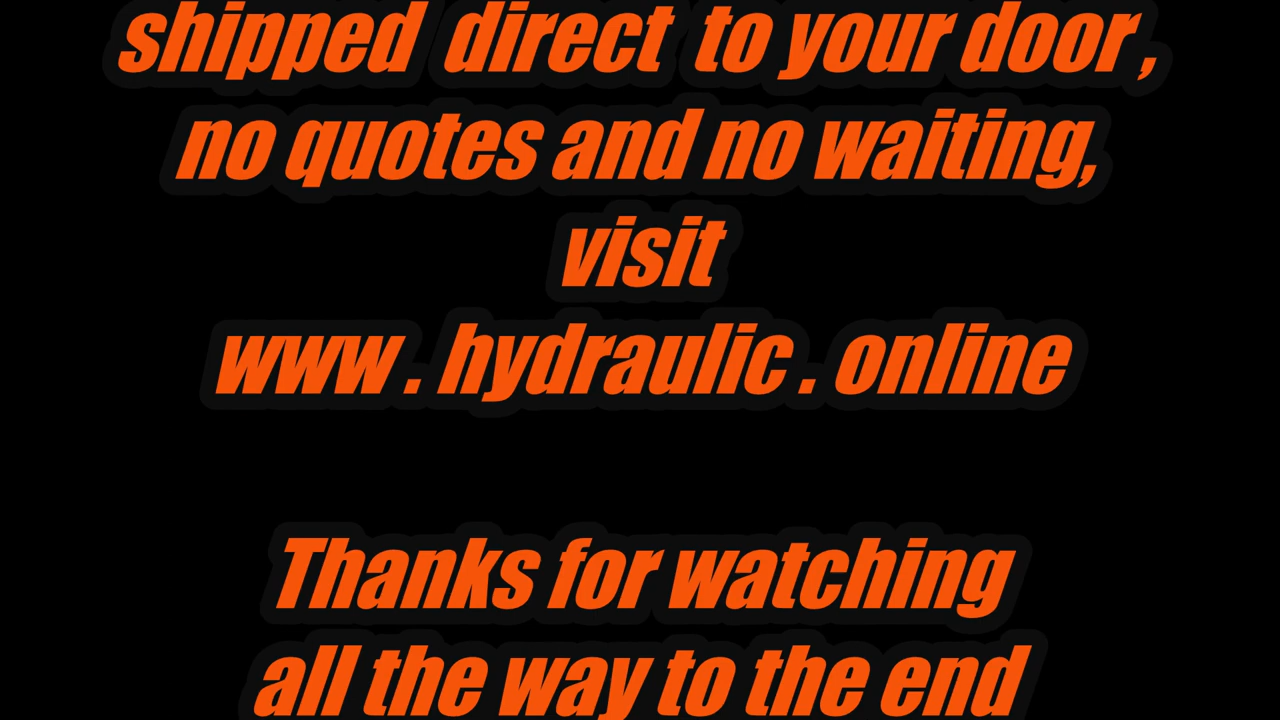 shipped direct to your door ,
no quotes and no waiting,
visit
www . hydraulic . online
Thanks for watching
all the way to the end